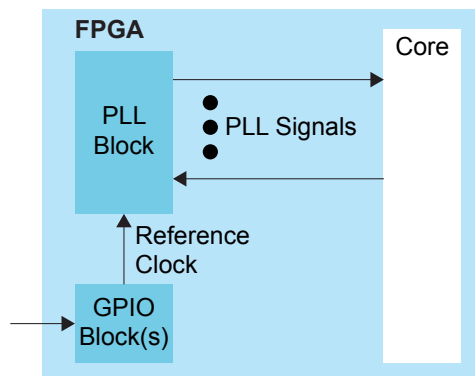 FPGA
Core
PLL
Block
PLL Signals
Reference
Clock
GPIO
Block(s)